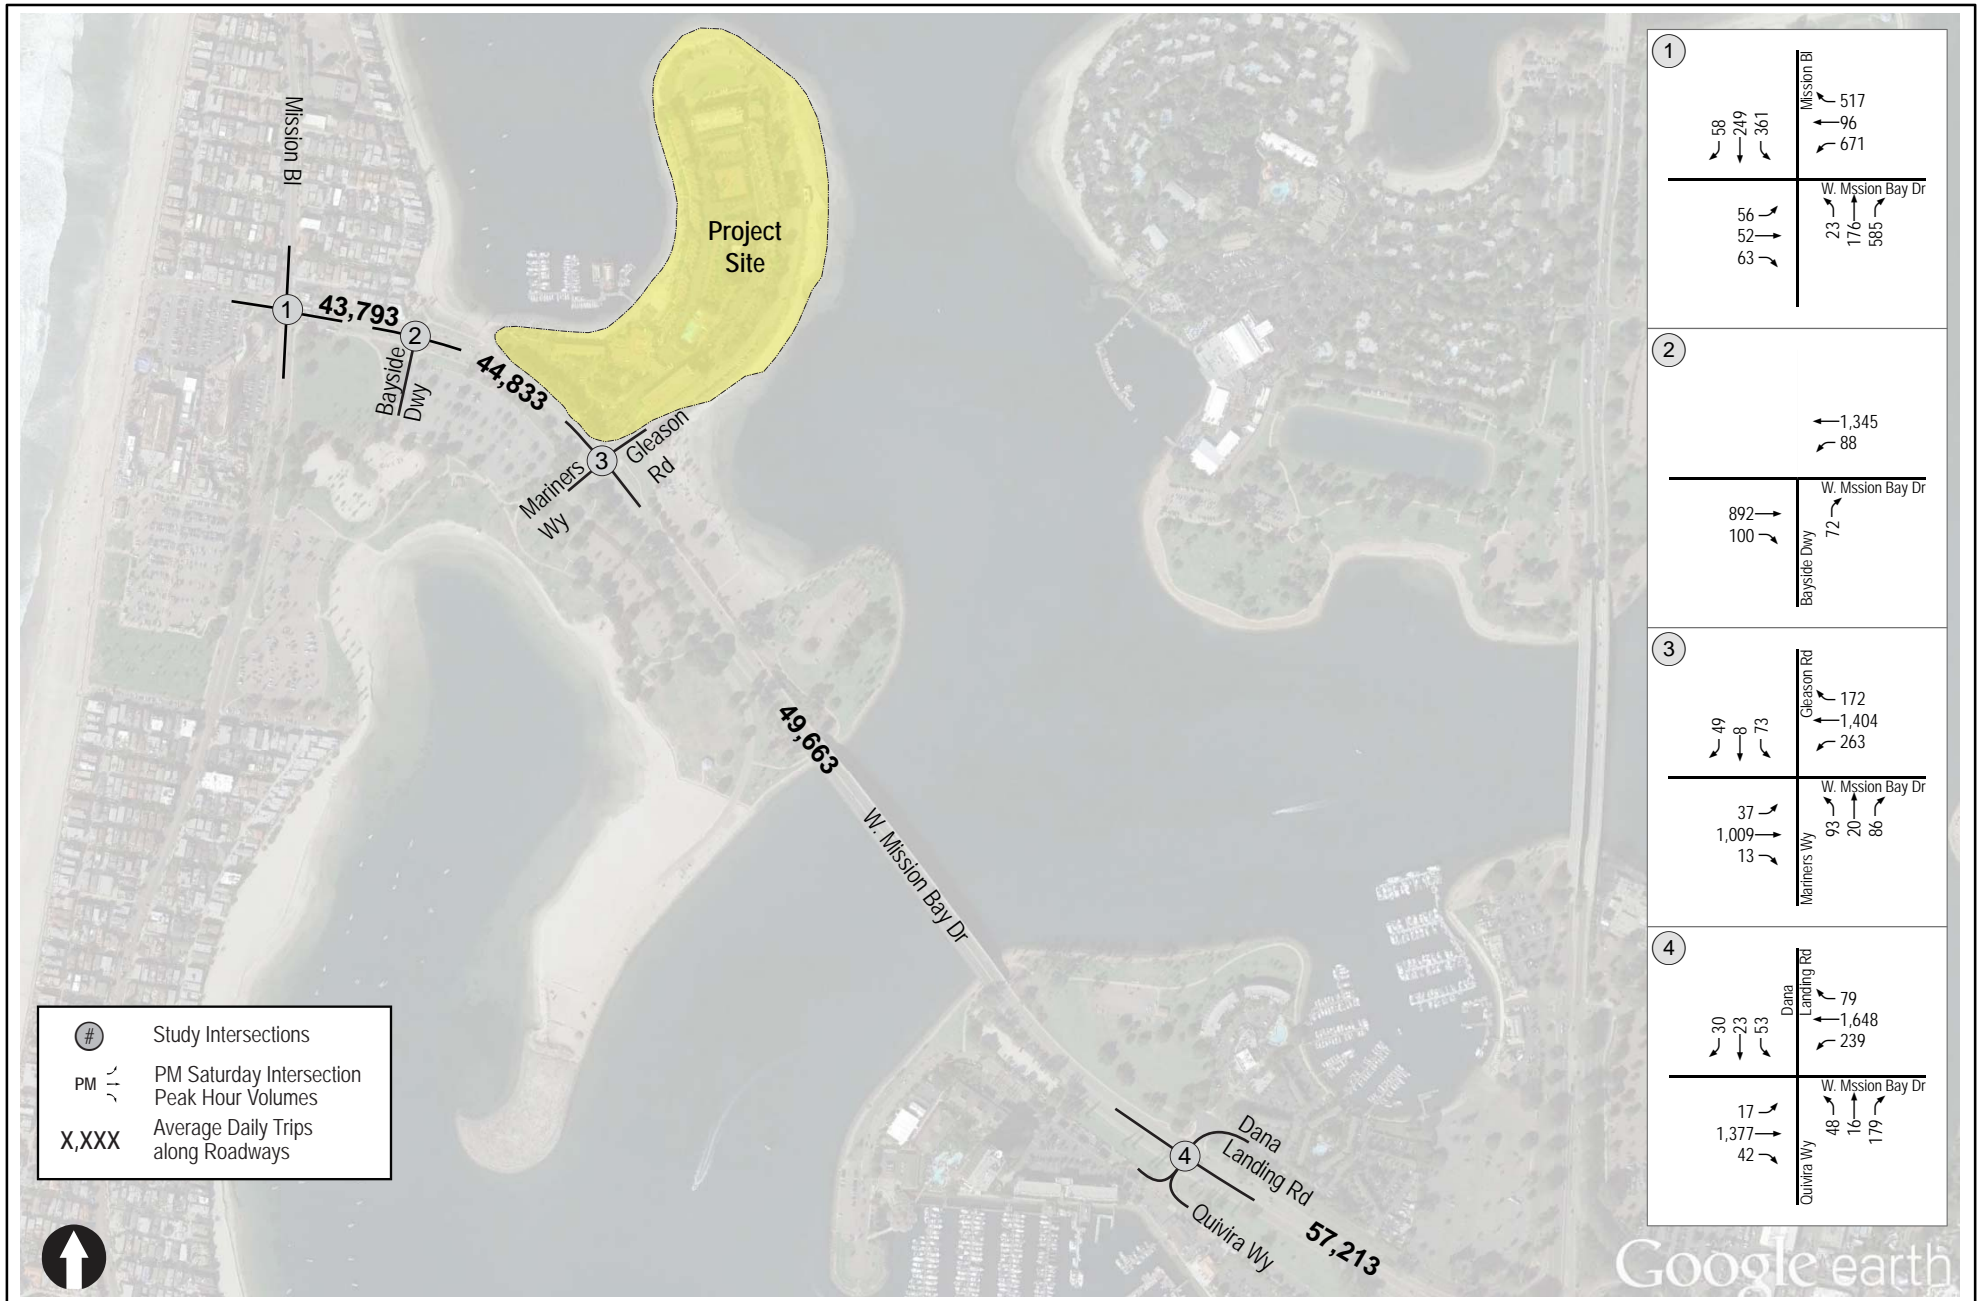 Mission Bl
1
43,793
2
Bayside
Dwy
44,833
Project
Site
3
Mariners
Wy
Gleason
Rd
49,663
W. Mission Bay Dr
4
Dana
Landing Rd
Quivira Wy
57,213
#
Study Intersections
PM
PM Saturday Intersection
Peak Hour Volumes
X,XXX
Average Daily Trips
along Roadways
1
Mission Bl
58
249
361
517
96
671
W. Mssion Bay Dr
56
52
63
23
176
585
2
1,345
88
W. Mssion Bay Dr
892
100
72
Bayside Dwy
3
Gleason Rd
49
8
73
172
1,404
263
W. Mssion Bay Dr
37
1,009
13
93
20
86
Mariners Wy
4
Dana
Landing Rd
30
23
53
79
1,648
239
W. Mssion Bay Dr
17
1,377
42
48
16
179
Quivira Wy
Google earth